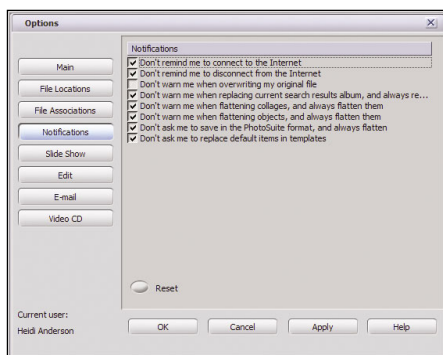 Options
Main
File Locations
File Associations
Notifications
Slide Show
Edit
E-mail
Video CD
Notifications
Don't remind me to connect to the Internet
Don't remind me to disconnect from the Internet
Don't warn me when overwriting my original file
Don't warn me when replacing current search results album, and always re...
Don't warn me when flattening collages, and always flatten them
Don't warn me when flattening objects, and always flatten them
Don't ask me to save in the PhotoSuite format, and always flatten
Don't ask me to replace default items in templates
Reset
Current user:
Heidi Anderson
OK
Cancel
Apply
Help